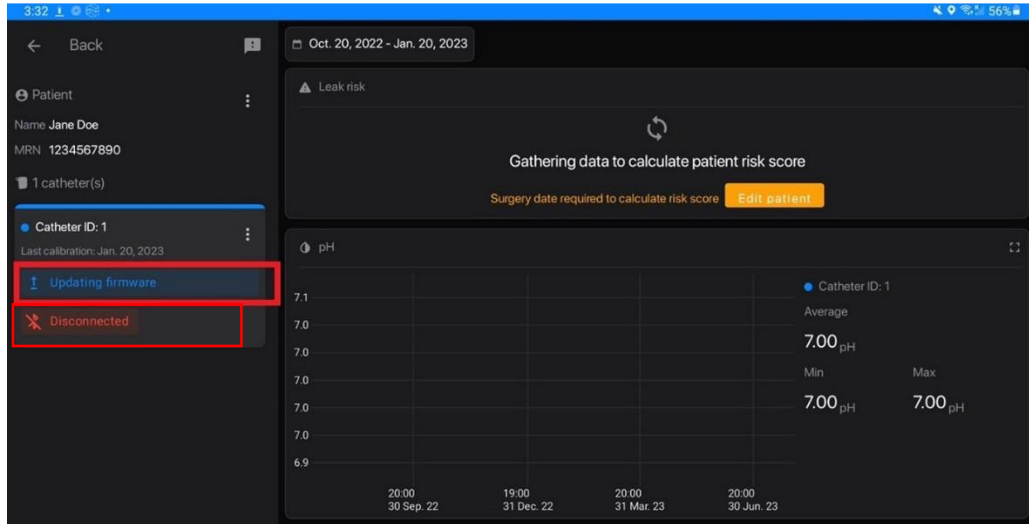 3:32
56%
Back
Patient
Name Jane Doe
MRN 1234567890
1 catheter(s)
Catheter ID: 1
Last calibration: Jan. 20, 2023
Updating firmware
Disconnected
Oct. 20, 2022 - Jan. 20, 2023
Leak risk
Gathering data to calculate patient risk score
Surgery date required to calculate risk score Edit patient
pH
7.1
7.0
7.0
7.0
7.0
7.0
6.9
20:00 19:00 20:00 20:00
30 Sep. 22 31 Dec. 22 31 Mar. 23 30 Jun. 23
Catheter ID: 1
Average
7.00 pH
Min Max
7.00 pH 7.00 pH